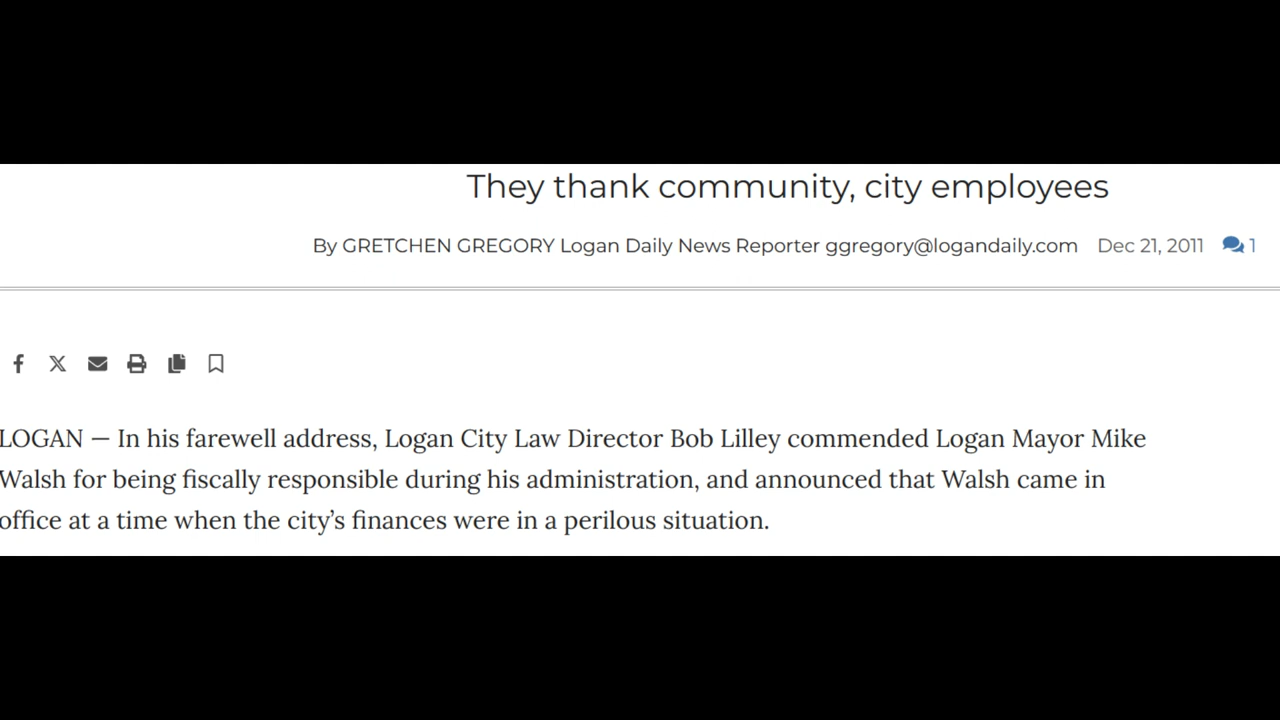 They thank community, city employees
By GRETCHEN GREGORY Logan Daily News Reporter ggregory@logandaily.com Dec 21, 2011 1
LOGAN — In his farewell address, Logan City Law Director Bob Lilley commended Logan Mayor Mike
Walsh for being fiscally responsible during his administration, and announced that Walsh came in
office at a time when the city’s finances were in a perilous situation.